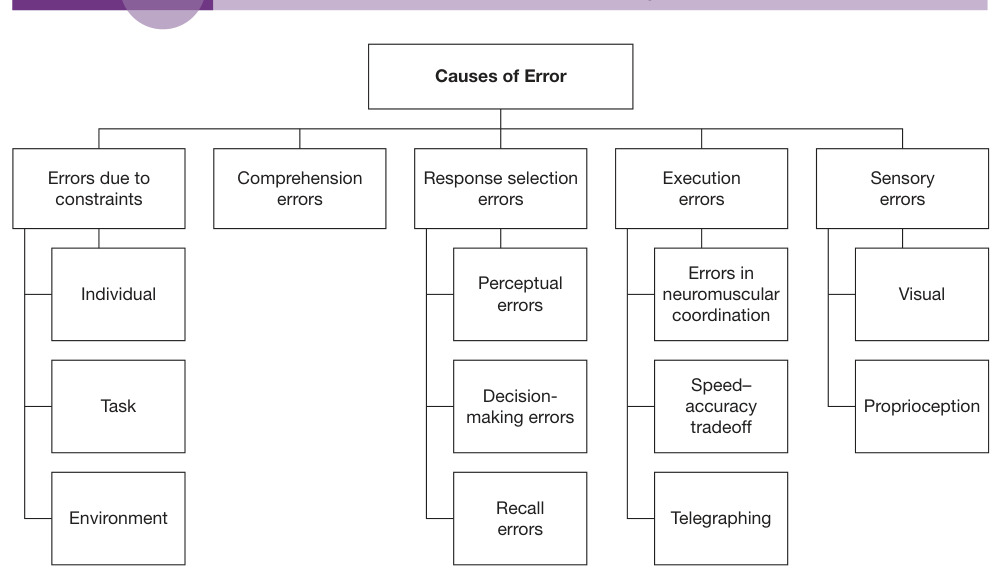 Causes of Error
Errors due to
constraints
Comprehension
errors
Response selection
errors
Execution
errors
Sensory
errors
Individual
Perceptual
errors
Errors in
neuromuscular
coordination
Visual
Task
Decision-
making errors
Speed–
accuracy
tradeoff
Proprioception
Environment
Recall
errors
Telegraphing